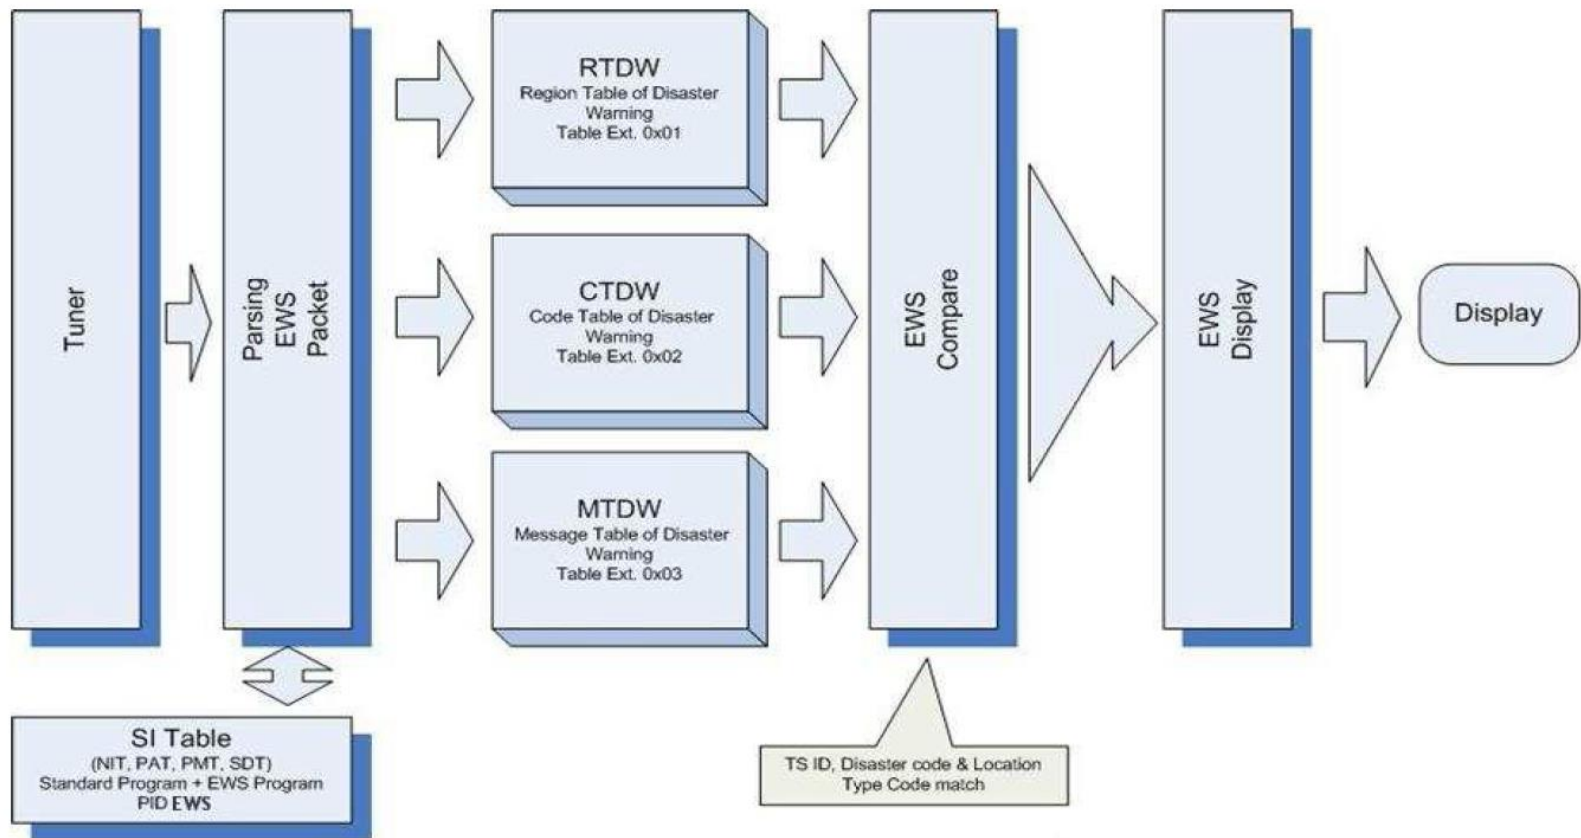 Tuner
Parsing
EWS
Packet
RTDW
Region Table of Disaster
Warning
Table Ext. 0x01
CTDW
Code Table of Disaster
Warning
Table Ext. 0x02
MTDW
Message Table of Disaster
Warning
Table Ext. 0x03
EWS
Compare
EWS
Display
Display
SI Table
(NIT, PAT, PMT, SDT)
Standard Program + EWS Program
PID EWS
TS ID, Disaster code & Location
Type Code match